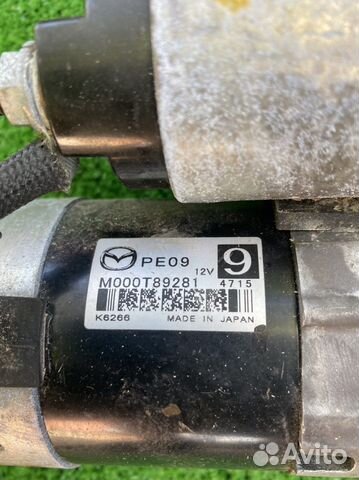 PE09 12V 9
M000T89281 4715
K6266 MADE IN JAPAN
Avito